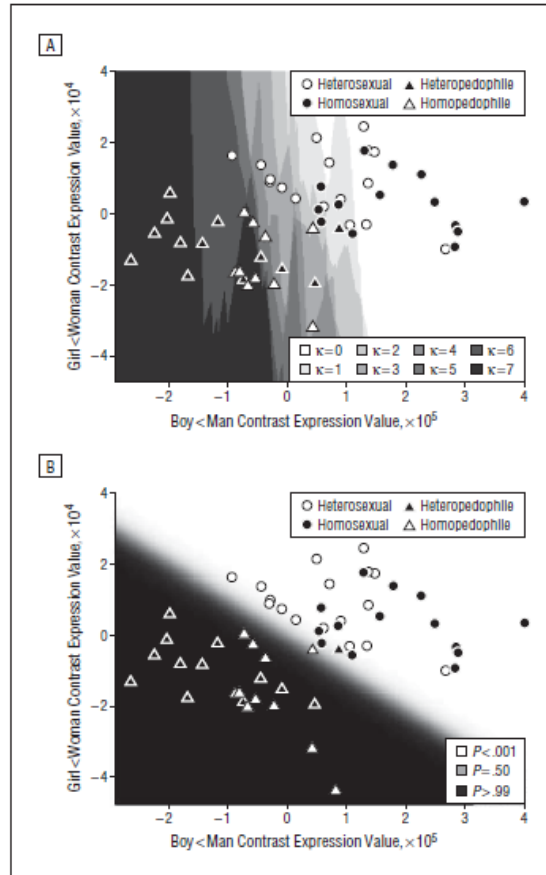 A
Girl<Woman Contrast Expression Value, ×10⁴
4
2
0
−2
−4
Heterosexual Heteropedophile
Homosexual Homopedophile
κ=0 κ=2 κ=4 κ=6
κ=1 κ=3 κ=5 κ=7
−2 −1 0 1 2 3 4
Boy<Man Contrast Expression Value, ×10⁵
B
Girl<Woman Contrast Expression Value, ×10⁴
4
2
0
−2
−4
Heterosexual Heteropedophile
Homosexual Homopedophile
P<.001
P=.50
P>.99
−2 −1 0 1 2 3 4
Boy<Man Contrast Expression Value, ×10⁵